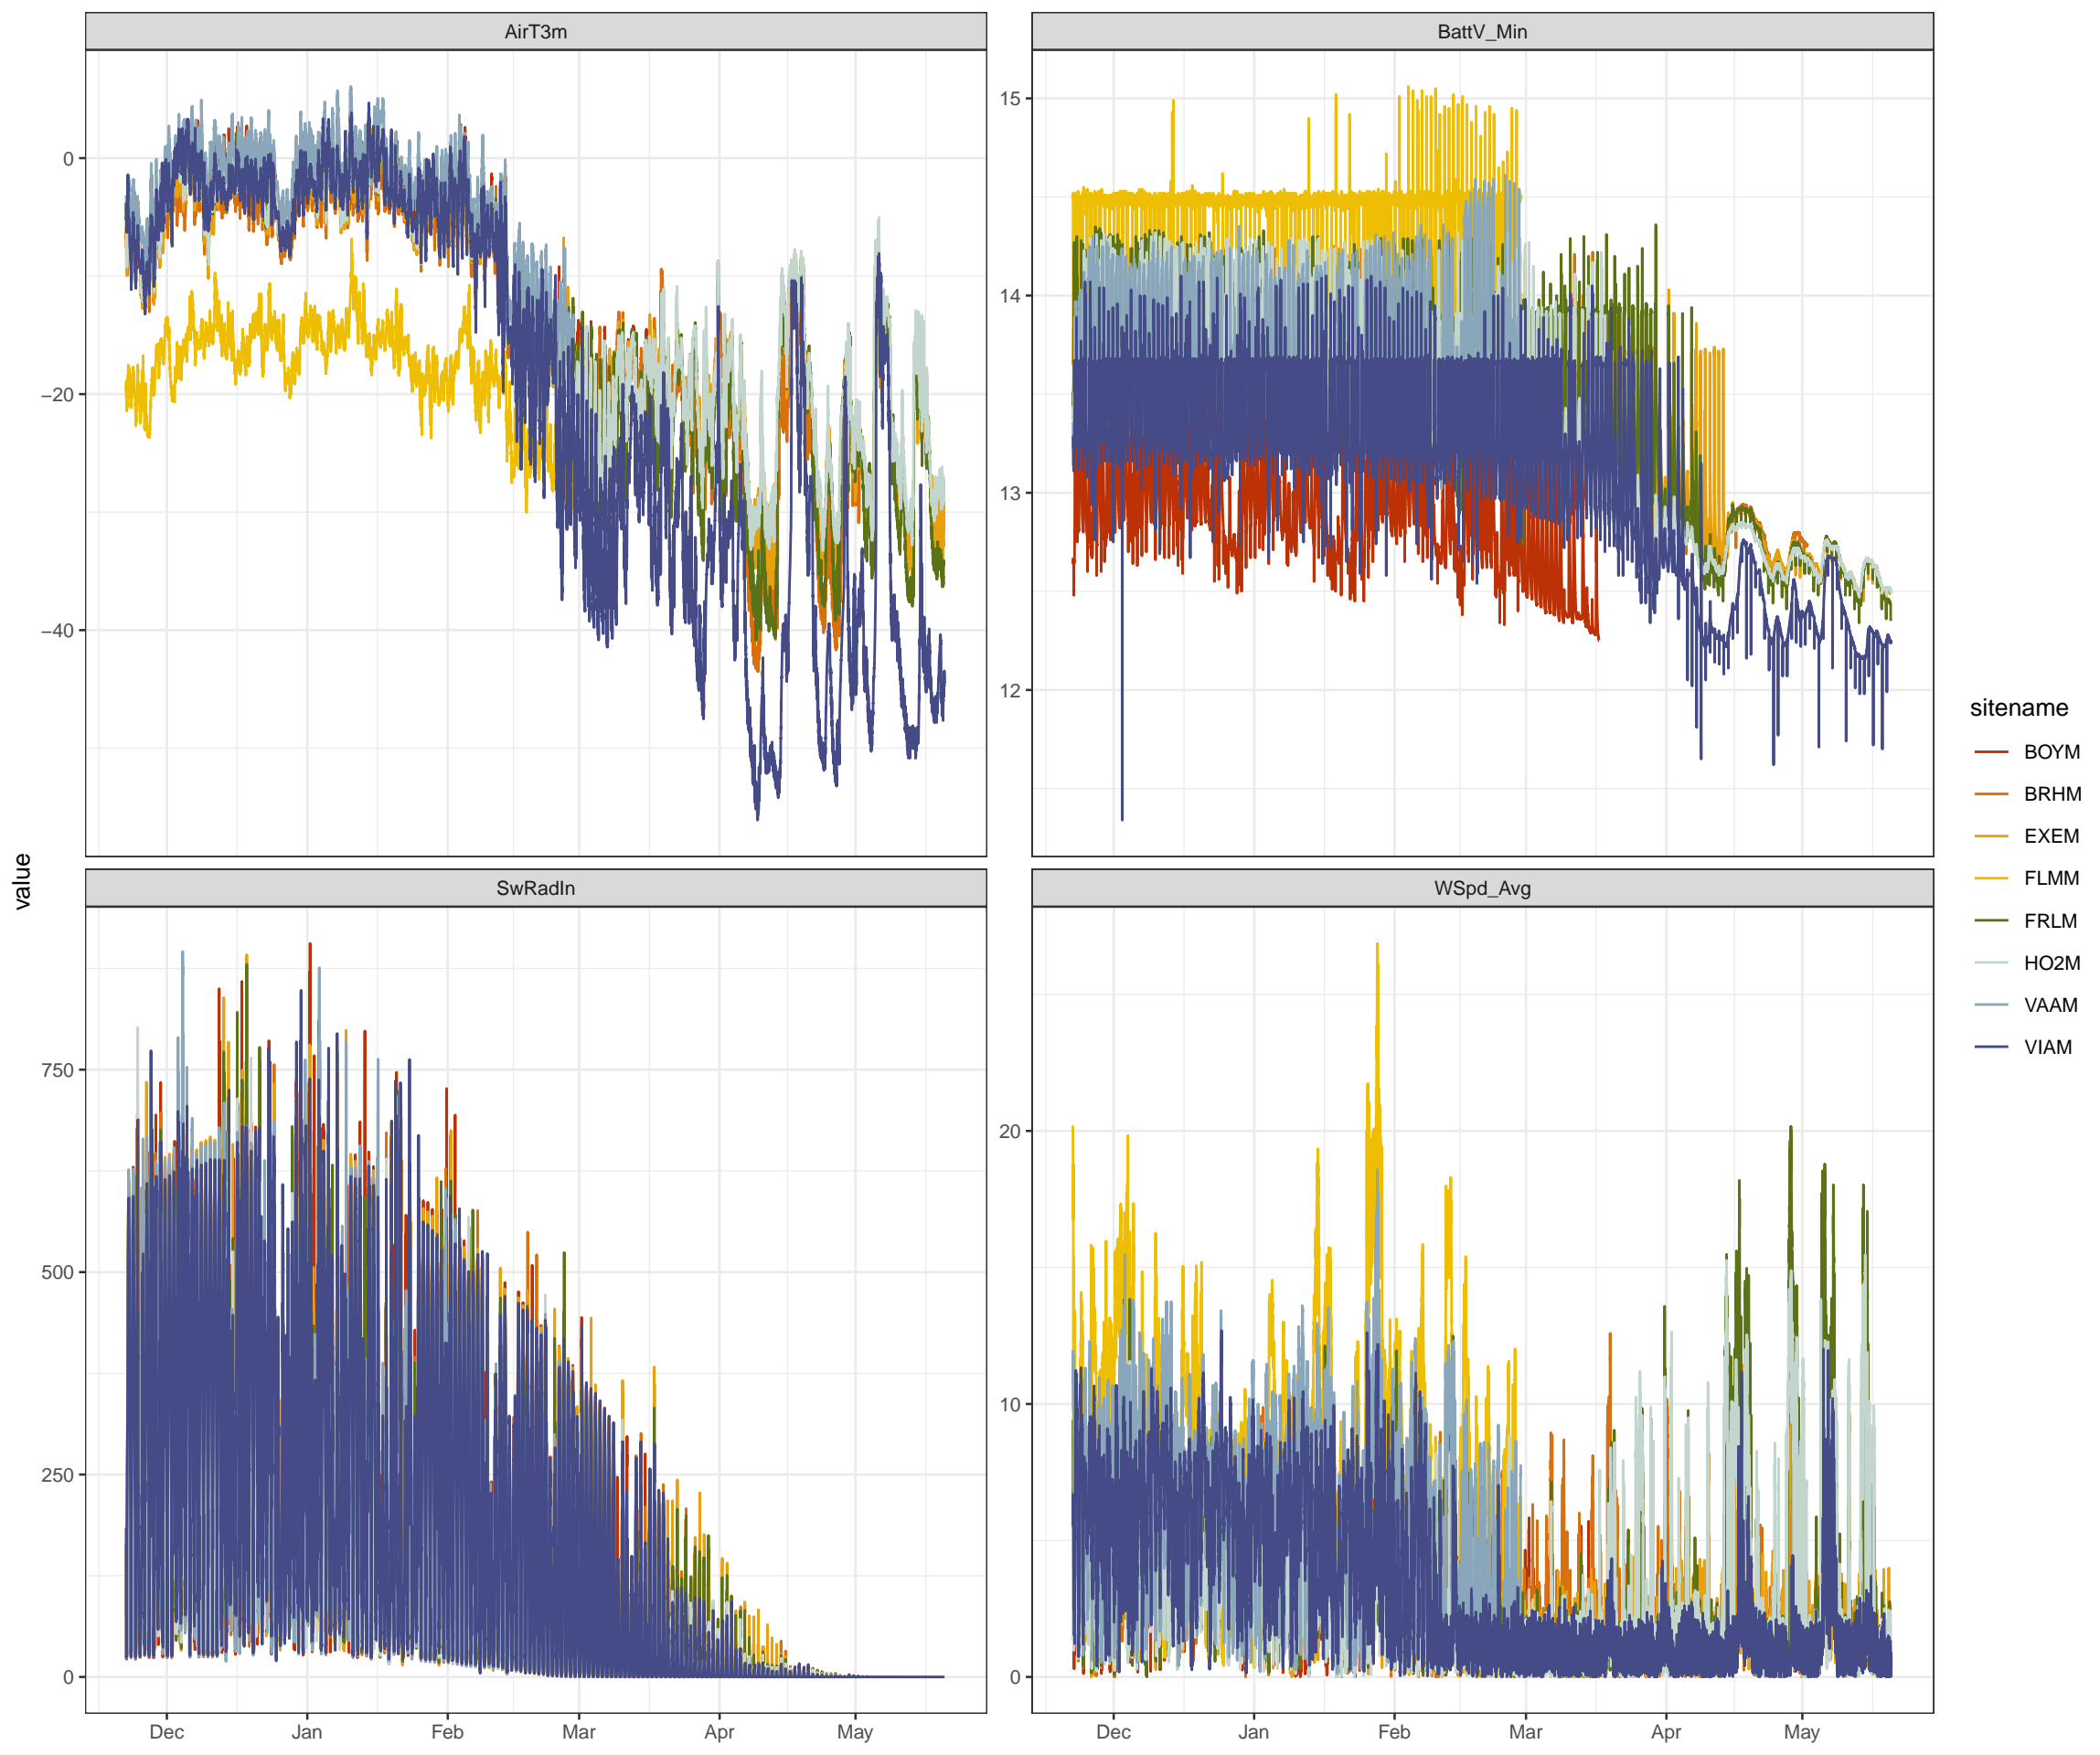 AirT3m
BattV_Min
0
−20
−40
15
14
13
12
value
SwRadIn
WSpd_Avg
750
500
250
0
20
10
0
Dec Jan Feb Mar Apr May
Dec Jan Feb Mar Apr May
sitename
BOYM
BRHM
EXEM
FLMM
FRLM
HO2M
VAAM
VIAM